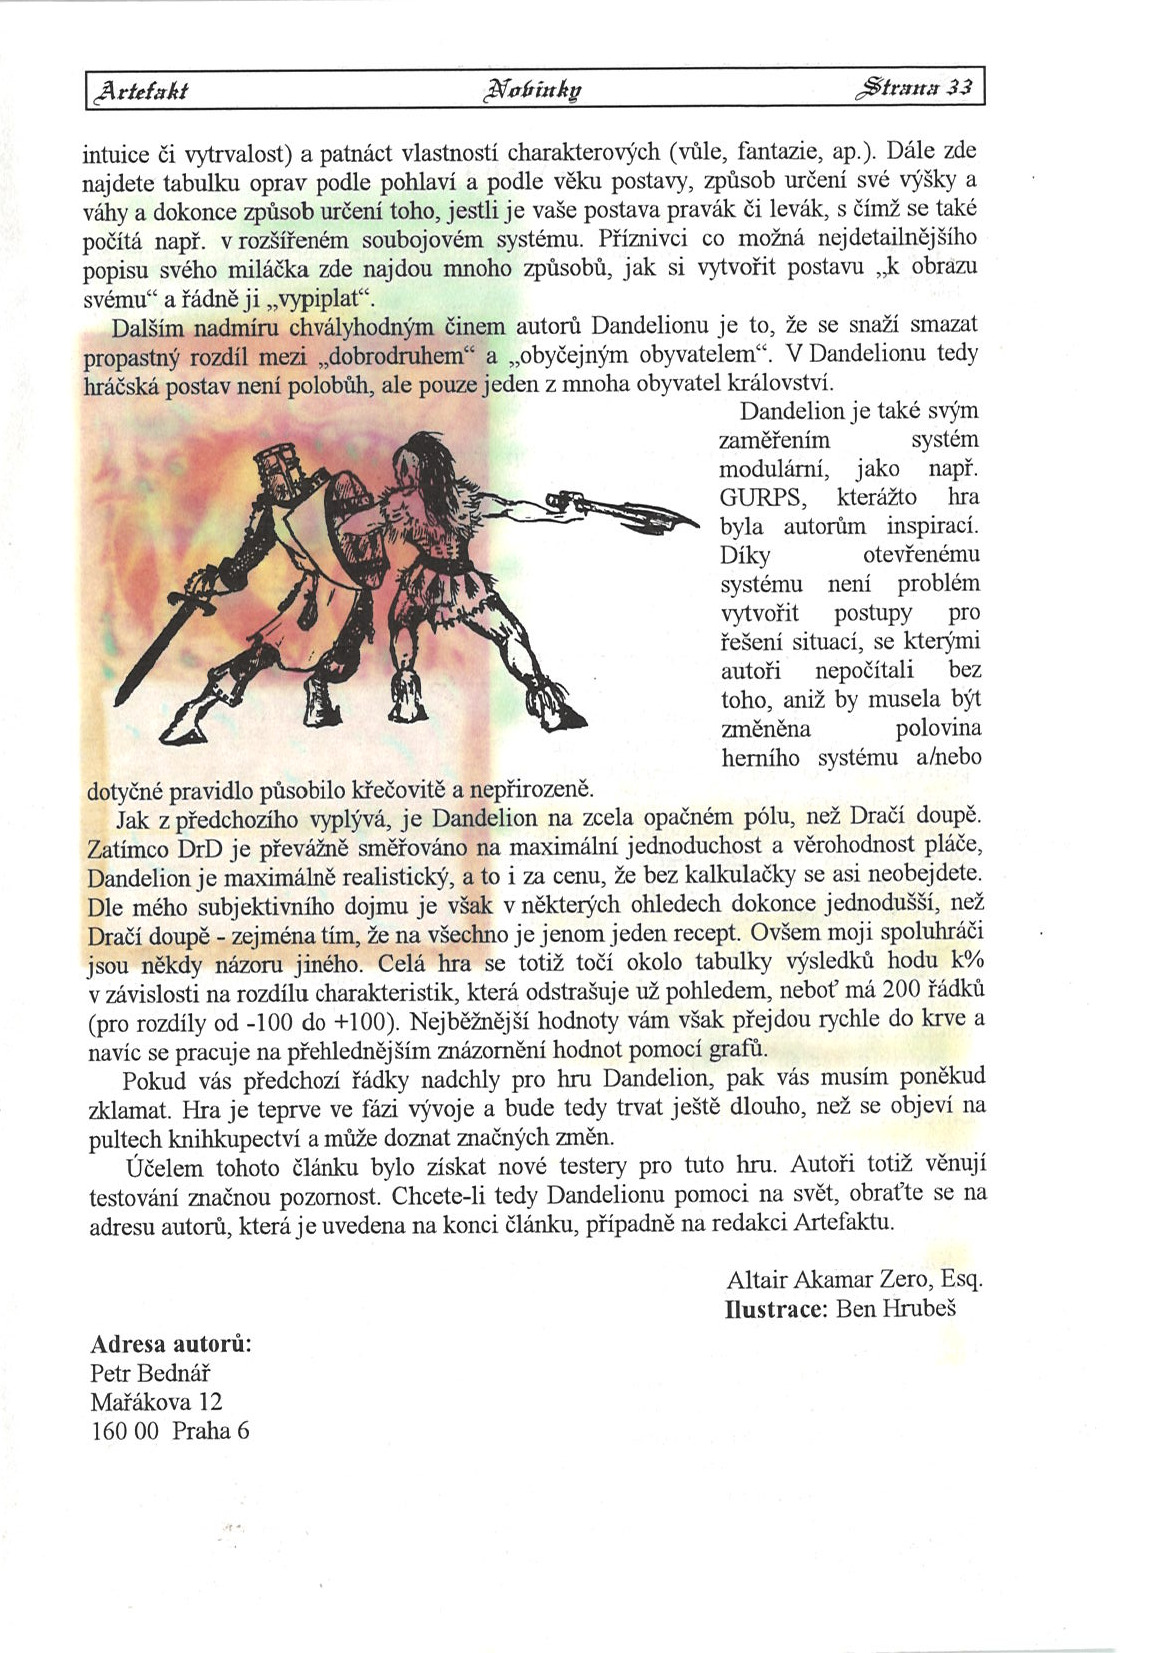 Artefakt Nobinky Strana 33
intuice či vytrvalost) a patnáct vlastností charakterových (vůle, fantazie, ap.). Dále zde
najdete tabulku oprav podle pohlaví a podle věku postavy, způsob určení své výšky a
váhy a dokonce způsob určení toho, jestli je vaše postava pravák či levák, s čímž se také
počítá např. v rozšířeném soubojovém systému. Příznivci co možná nejdetailnějšího
popisu svého miláčka zde najdou mnoho způsobů, jak si vytvořit postavu „k obrazu
svému“ a řádně ji „vypiplat“.
Dalším nadmíru chvályhodným činem autorů Dandelionu je to, že se snaží smazat
propastný rozdíl mezi „dobrodruhem“ a „obyčejným obyvatelem“. V Dandelionu tedy
hráčská postav není polobůh, ale pouze jeden z mnoha obyvatel království.
Dandelion je také svým
zaměřením systém
modulární, jako např.
GURPS, kterážto hra
byla autorům inspirací.
Díky otevřenému
systému není problém
vytvořit postupy pro
řešení situací, se kterými
autoři nepočítali bez
toho, aniž by musela být
změněna polovina
herního systému a/nebo
dotyčné pravidlo působilo křečovitě a nepřirozeně.
Jak z předchozího vyplývá, je Dandelion na zcela opačném pólu, než Dračí doupě.
Zatímco DrD je převážně směřováno na maximální jednoduchost a věrohodnost pláče,
Dandelion je maximálně realistický, a to i za cenu, že bez kalkulačky se asi neobejdete.
Dle mého subjektivního dojmu je však v některých ohledech dokonce jednodušší, než
Dračí doupě - zejména tím, že na všechno je jenom jeden recept. Ovšem moji spoluhráči
jsou někdy názoru jiného. Celá hra se totiž točí okolo tabulky výsledků hodu k%
v závislosti na rozdílu charakteristik, která odstrašuje už pohledem, neboť má 200 řádků
(pro rozdíly od -100 do +100). Nejběžnější hodnoty vám však přejdou rychle do krve a
navíc se pracuje na přehlednějším znázornění hodnot pomocí grafů.
Pokud vás předchozí řádky nadchly pro hru Dandelion, pak vás musím poněkud
zklamat. Hra je teprve ve fázi vývoje a bude tedy trvat ještě dlouho, než se objeví na
pultech knihkupectví a může doznat značných změn.
Účelem tohoto článku bylo získat nové testery pro tuto hru. Autoři totiž věnují
testování značnou pozornost. Chcete-li tedy Dandelionu pomoci na svět, obraťte se na
adresu autorů, která je uvedena na konci článku, případně na redakci Artefaktu.
Altair Akamar Zero, Esq.
Ilustrace: Ben Hrubeš
Adresa autorů:
Petr Bednář
Mařákova 12
160 00 Praha 6